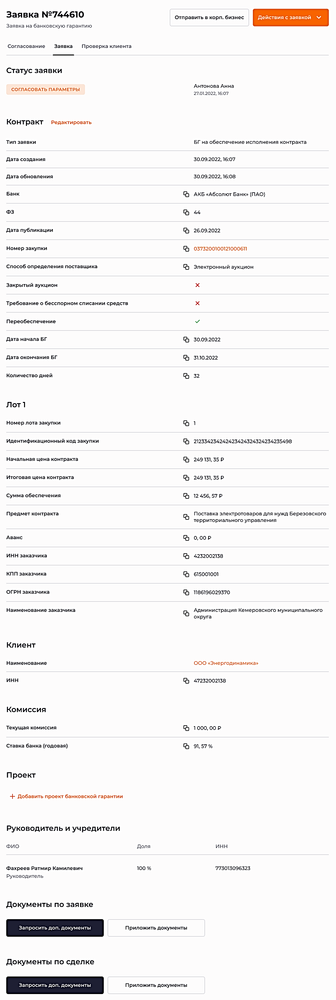 Заявка №744610
Заявка на банковскую гарантию
Отправить в корп. бизнес
Действия с заявкой
Согласование
Заявка
Проверка клиента
Статус заявки
СОГЛАСОВАТЬ ПАРАМЕТРЫ
Антонова Анна
27.01.2022, 16:07
Контракт
Редактировать
Тип заявки
БГ на обеспечение исполнения контракта
Дата создания
30.09.2022, 16:07
Дата обновления
30.09.2022, 16:08
Банк
АКБ «Абсолют Банк» (ПАО)
ФЗ
44
Дата публикации
26.09.2022
Номер закупки
0373200100121000611
Способ определения поставщика
Электронный аукцион
Закрытый аукцион
Требование о бесспорном списании средств
Переобеспечение
Дата начала БГ
30.09.2022
Дата окончания БГ
31.10.2022
Количество дней
32
Лот 1
Номер лота закупки
1
Идентификационный код закупки
212334234242423424324324234235498
Начальная цена контракта
249 131, 35 ₽
Итоговая цена контракта
249 131, 35 ₽
Сумма обеспечения
12 456, 57 ₽
Предмет контракта
Поставка электротоваров для нужд Березовского
территориального управления
Аванс
0, 00 ₽
ИНН заказчика
4232002138
КПП заказчика
615001001
ОГРН заказчика
1186196029370
Наименование заказчика
Администрация Кемеровского муниципального
округа
Клиент
Наименование
ООО «Энергодинамика»
ИНН
47232002138
Комиссия
Текущая комиссия
1 000, 00 ₽
Ставка банка (годовая)
91, 57 %
Проект
Добавить проект банковской гарантии
Руководитель и учредители
ФИО
Доля
ИНН
Фахреев Ратмир Камилевич
100 %
773013096323
Руководитель
Документы по заявке
Запросить доп. документы
Приложить документы
Документы по сделке
Запросить доп. документы
Приложить документы